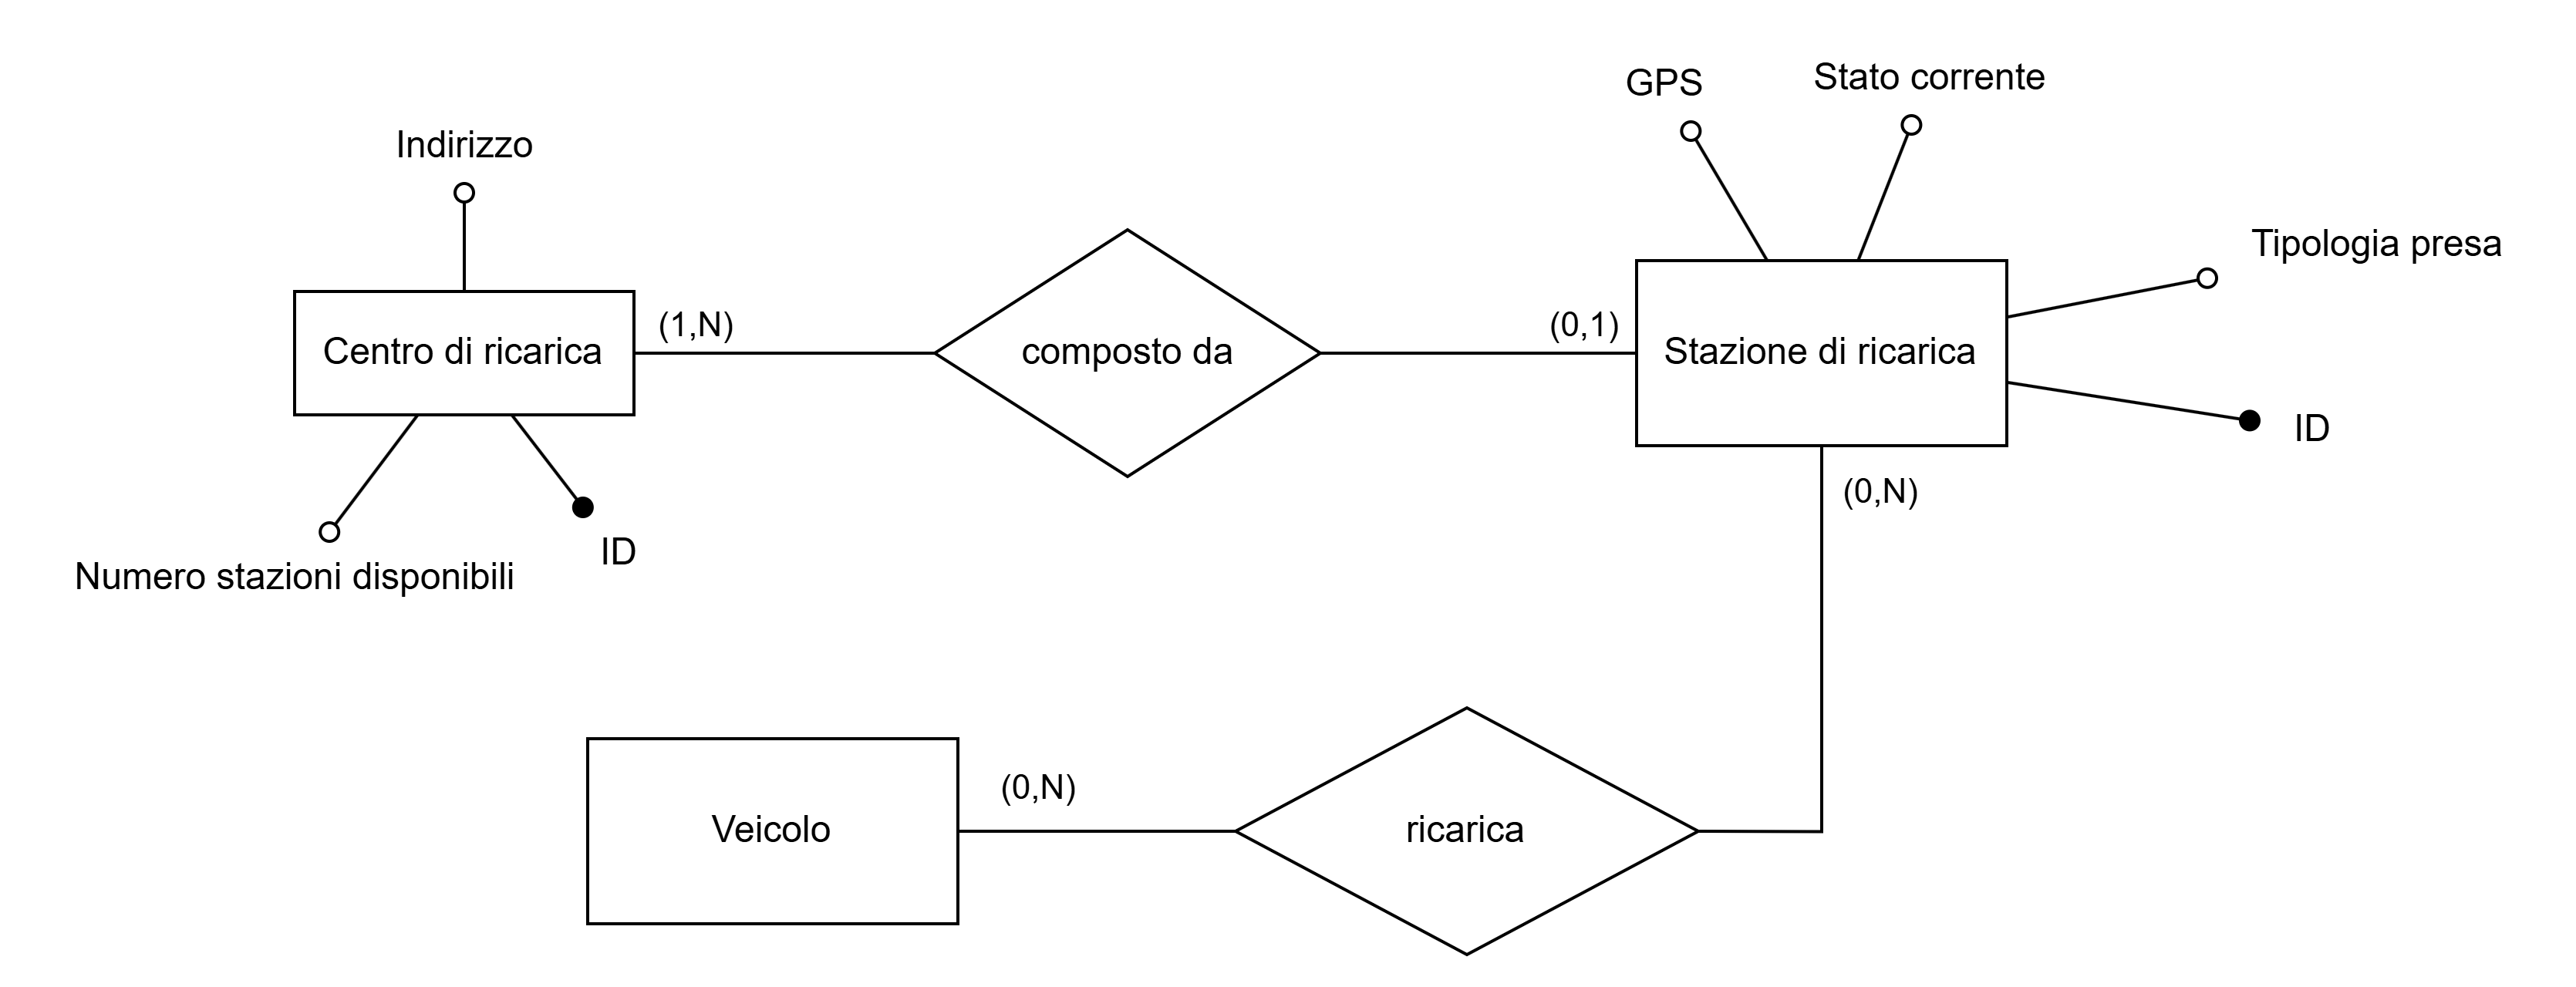 GPS
Stato corrente
Indirizzo
Tipologia presa
Centro di ricarica
(1,N)
composto da
(0,1)
Stazione di ricarica
ID
(0,N)
Numero stazioni disponibili
ID
Veicolo
(0,N)
ricarica